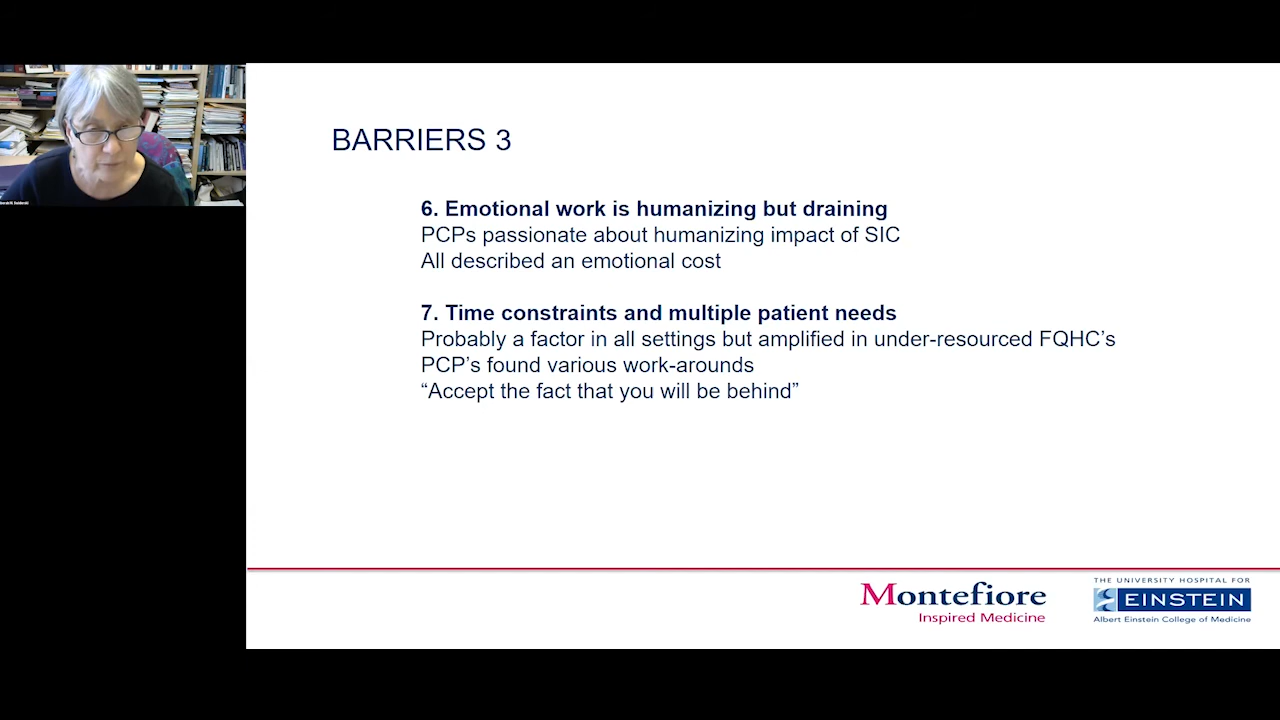 BARRIERS 3
6. Emotional work is humanizing but draining
PCPs passionate about humanizing impact of SIC
All described an emotional cost
7. Time constraints and multiple patient needs
Probably a factor in all settings but amplified in under-resourced FQHC’s
PCP’s found various work-arounds
“Accept the fact that you will be behind”
Montefiore
Inspired Medicine
THE UNIVERSITY HOSPITAL FOR
EINSTEIN
Albert Einstein College of Medicine